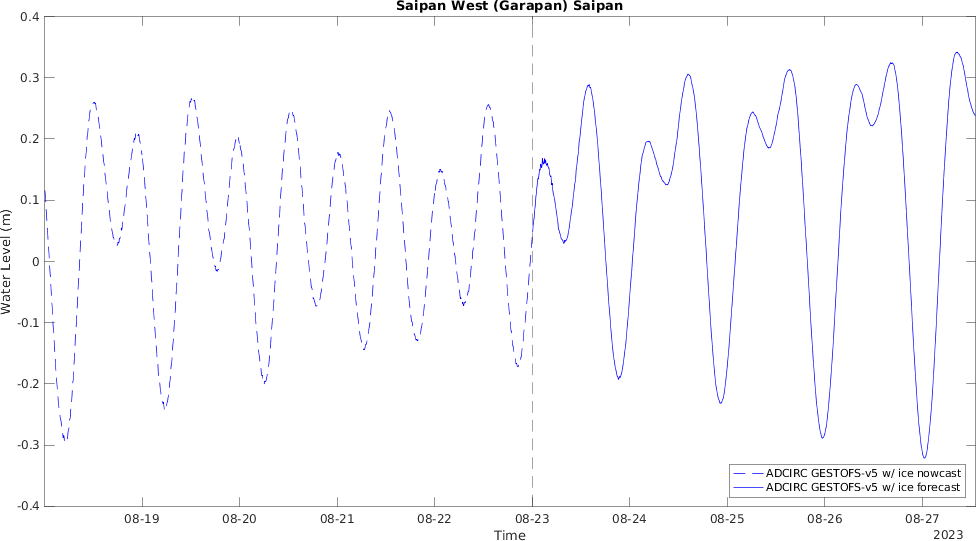 Saipan West (Garapan) Saipan
0.4
0.3
0.2
0.1
0
-0.1
-0.2
-0.3
-0.4
Water Level (m)
ADCIRC GESTOFS-v5 w/ ice nowcast
ADCIRC GESTOFS-v5 w/ ice forecast
08-19 08-20 08-21 08-22 08-23 08-24 08-25 08-26 08-27
Time
2023